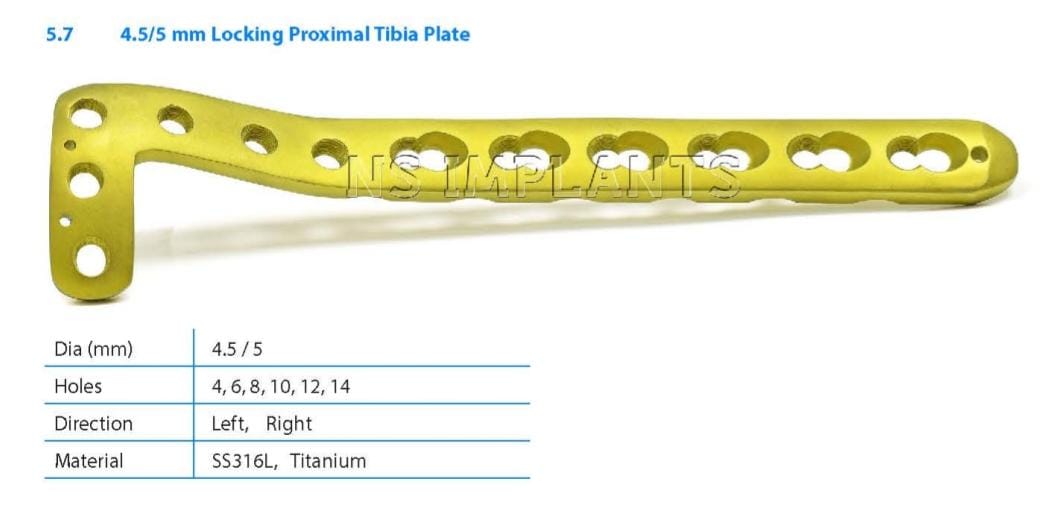 5.7 4.5/5 mm Locking Proximal Tibia Plate
NS IMPLANTS
Dia (mm) 4.5 / 5
Holes 4, 6, 8, 10, 12, 14
Direction Left, Right
Material SS316L, Titanium